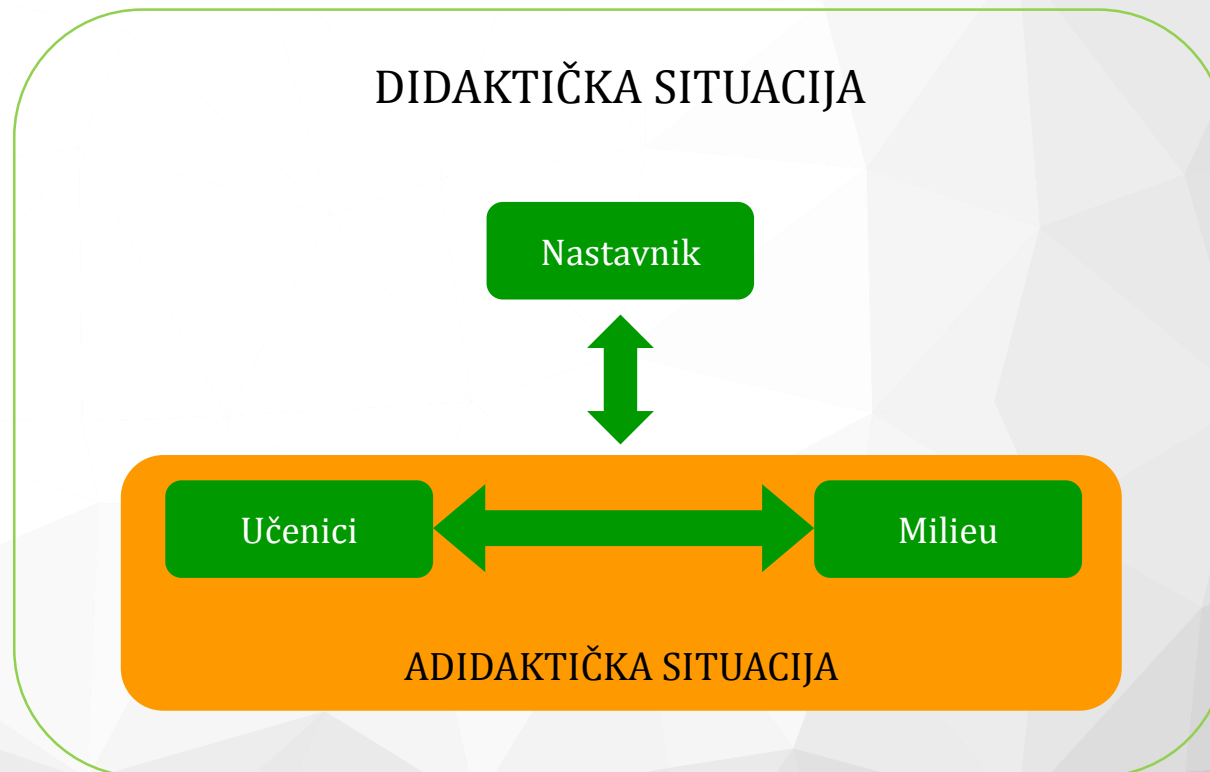 DIDAKTIČKA SITUACIJA
Nastavnik
Učenici
Milieu
ADIDAKTIČKA SITUACIJA